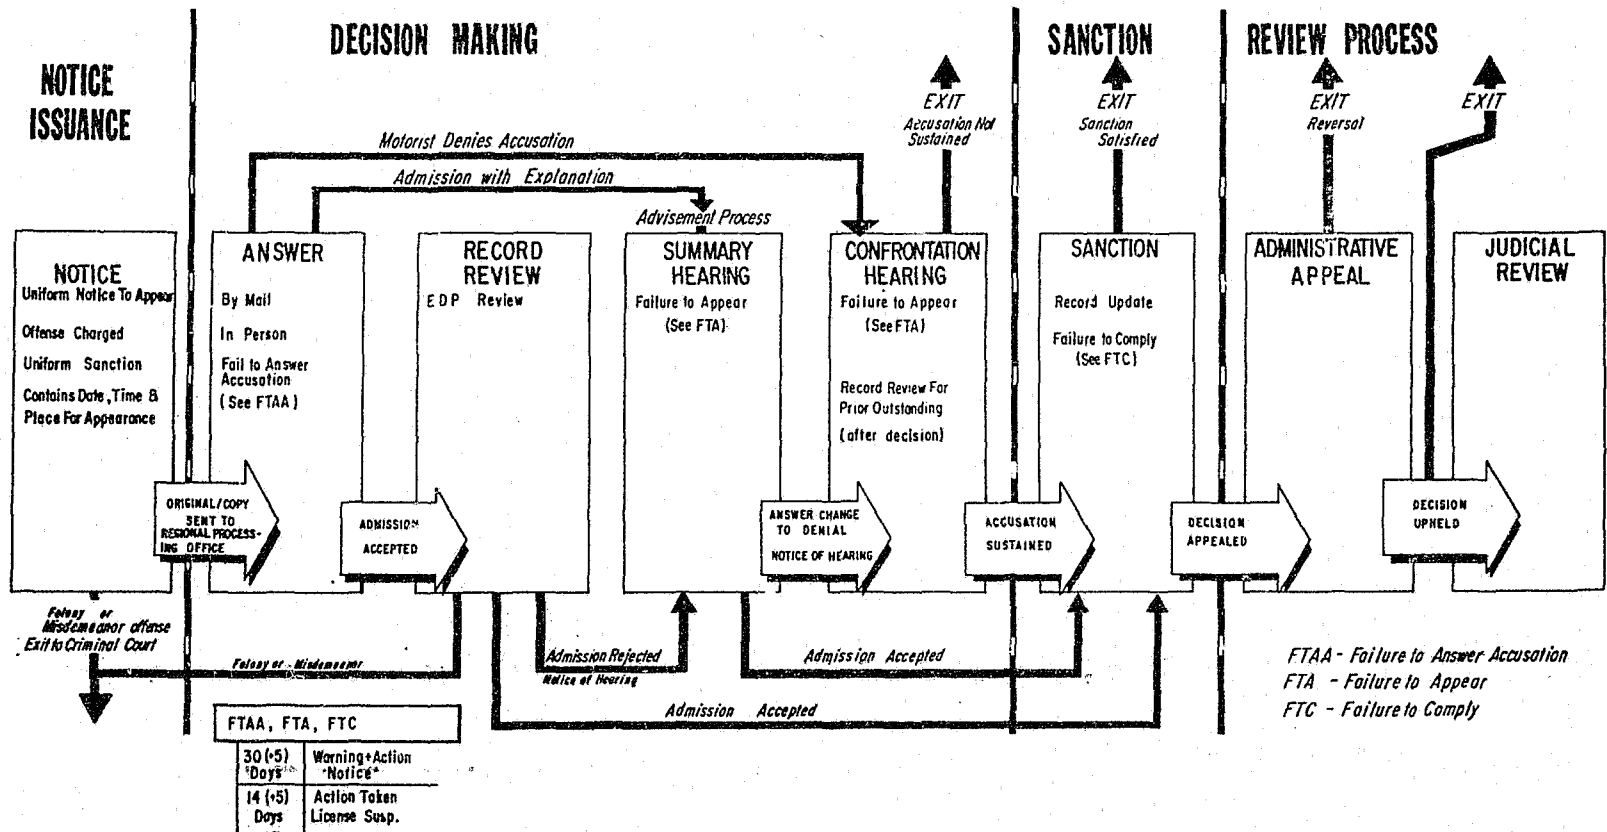 NOTICE
ISSUANCE
DECISION MAKING
SANCTION
REVIEW PROCESS
EXIT
Accusation Not
Sustained
EXIT
Sanction
Satisfied
EXIT
Reversal
EXIT
Motorist Denies Accusation
Admission with Explanation
Advisement Process
NOTICE
Uniform Notice To Appear
Offense Charged
Uniform Sanction
Contains Date, Time &
Place For Appearance
ANSWER
By Mail
In Person
Fail to Answer
Accusation
(See FTAA)
RECORD
REVIEW
EDP Review
SUMMARY
HEARING
Failure to Appear
(See FTA)
CONFRONTATION
HEARING
Failure to Appear
(See FTA)
Record Review For
Prior Outstanding
(after decision)
SANCTION
Record Update
Failure to Comply
(See FTC)
ADMINISTRATIVE
APPEAL
JUDICIAL
REVIEW
ORIGINAL/COPY
SENT TO
REGIONAL PROCESS-
ING OFFICE
ADMISSION
ACCEPTED
ANSWER CHANGE
TO DENIAL
NOTICE OF HEARING
ACCUSATION
SUSTAINED
DECISION
APPEALED
DECISION
UPHELD
Felony or
Misdemeanor offense
Exit to Criminal Court
Felony or Misdemeanor
Admission Rejected
Notice of Hearing
Admission Accepted
Admission Accepted
FTAA - Failure to Answer Accusation
FTA - Failure to Appear
FTC - Failure to Comply
FTAA, FTA, FTC
30 (+5)
Days
Warning+Action
"Notice"
14 (+5)
Days
Action Taken
License Susp.